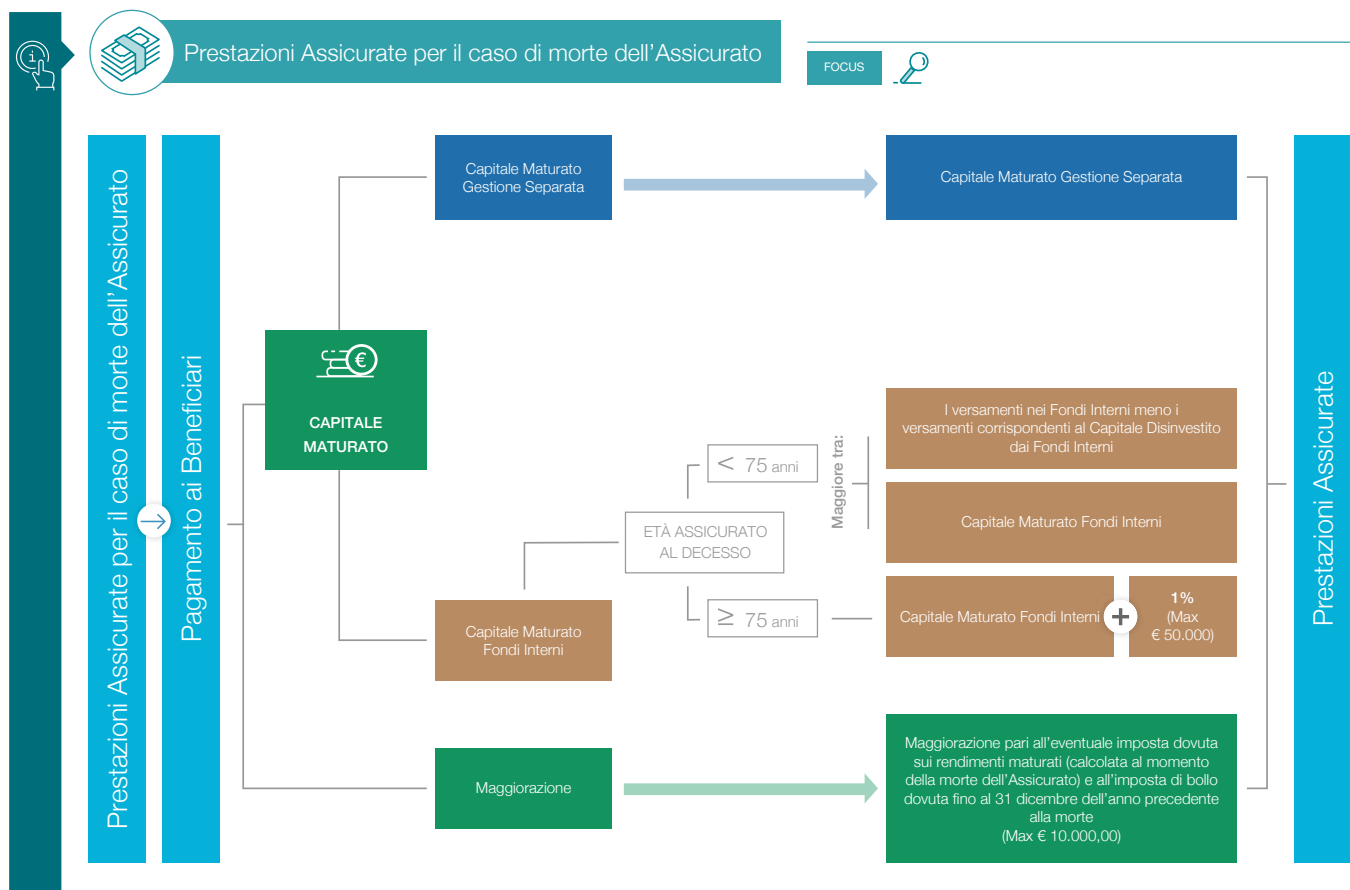 Prestazioni Assicurate per il caso di morte dell'Assicurato
FOCUS
Prestazioni Assicurate per il caso di morte dell'Assicurato
Pagamento ai Beneficiari
€
CAPITALE
MATURATO
Capitale Maturato
Gestione Separata
Capitale Maturato Gestione Separata
Capitale Maturato
Fondi Interni
ETÀ ASSICURATO
AL DECESSO
< 75 anni
Maggiore tra:
I versamenti nei Fondi Interni meno i
versamenti corrispondenti al Capitale Disinvestito
dai Fondi Interni
Capitale Maturato Fondi Interni
≥ 75 anni
Capitale Maturato Fondi Interni
+
1%
(Max
€ 50.000)
Maggiorazione
Maggiorazione pari all'eventuale imposta dovuta
sui rendimenti maturati (calcolata al momento
della morte dell'Assicurato) e all'imposta di bollo
dovuta fino al 31 dicembre dell'anno precedente
alla morte
(Max € 10.000,00)
Prestazioni Assicurate